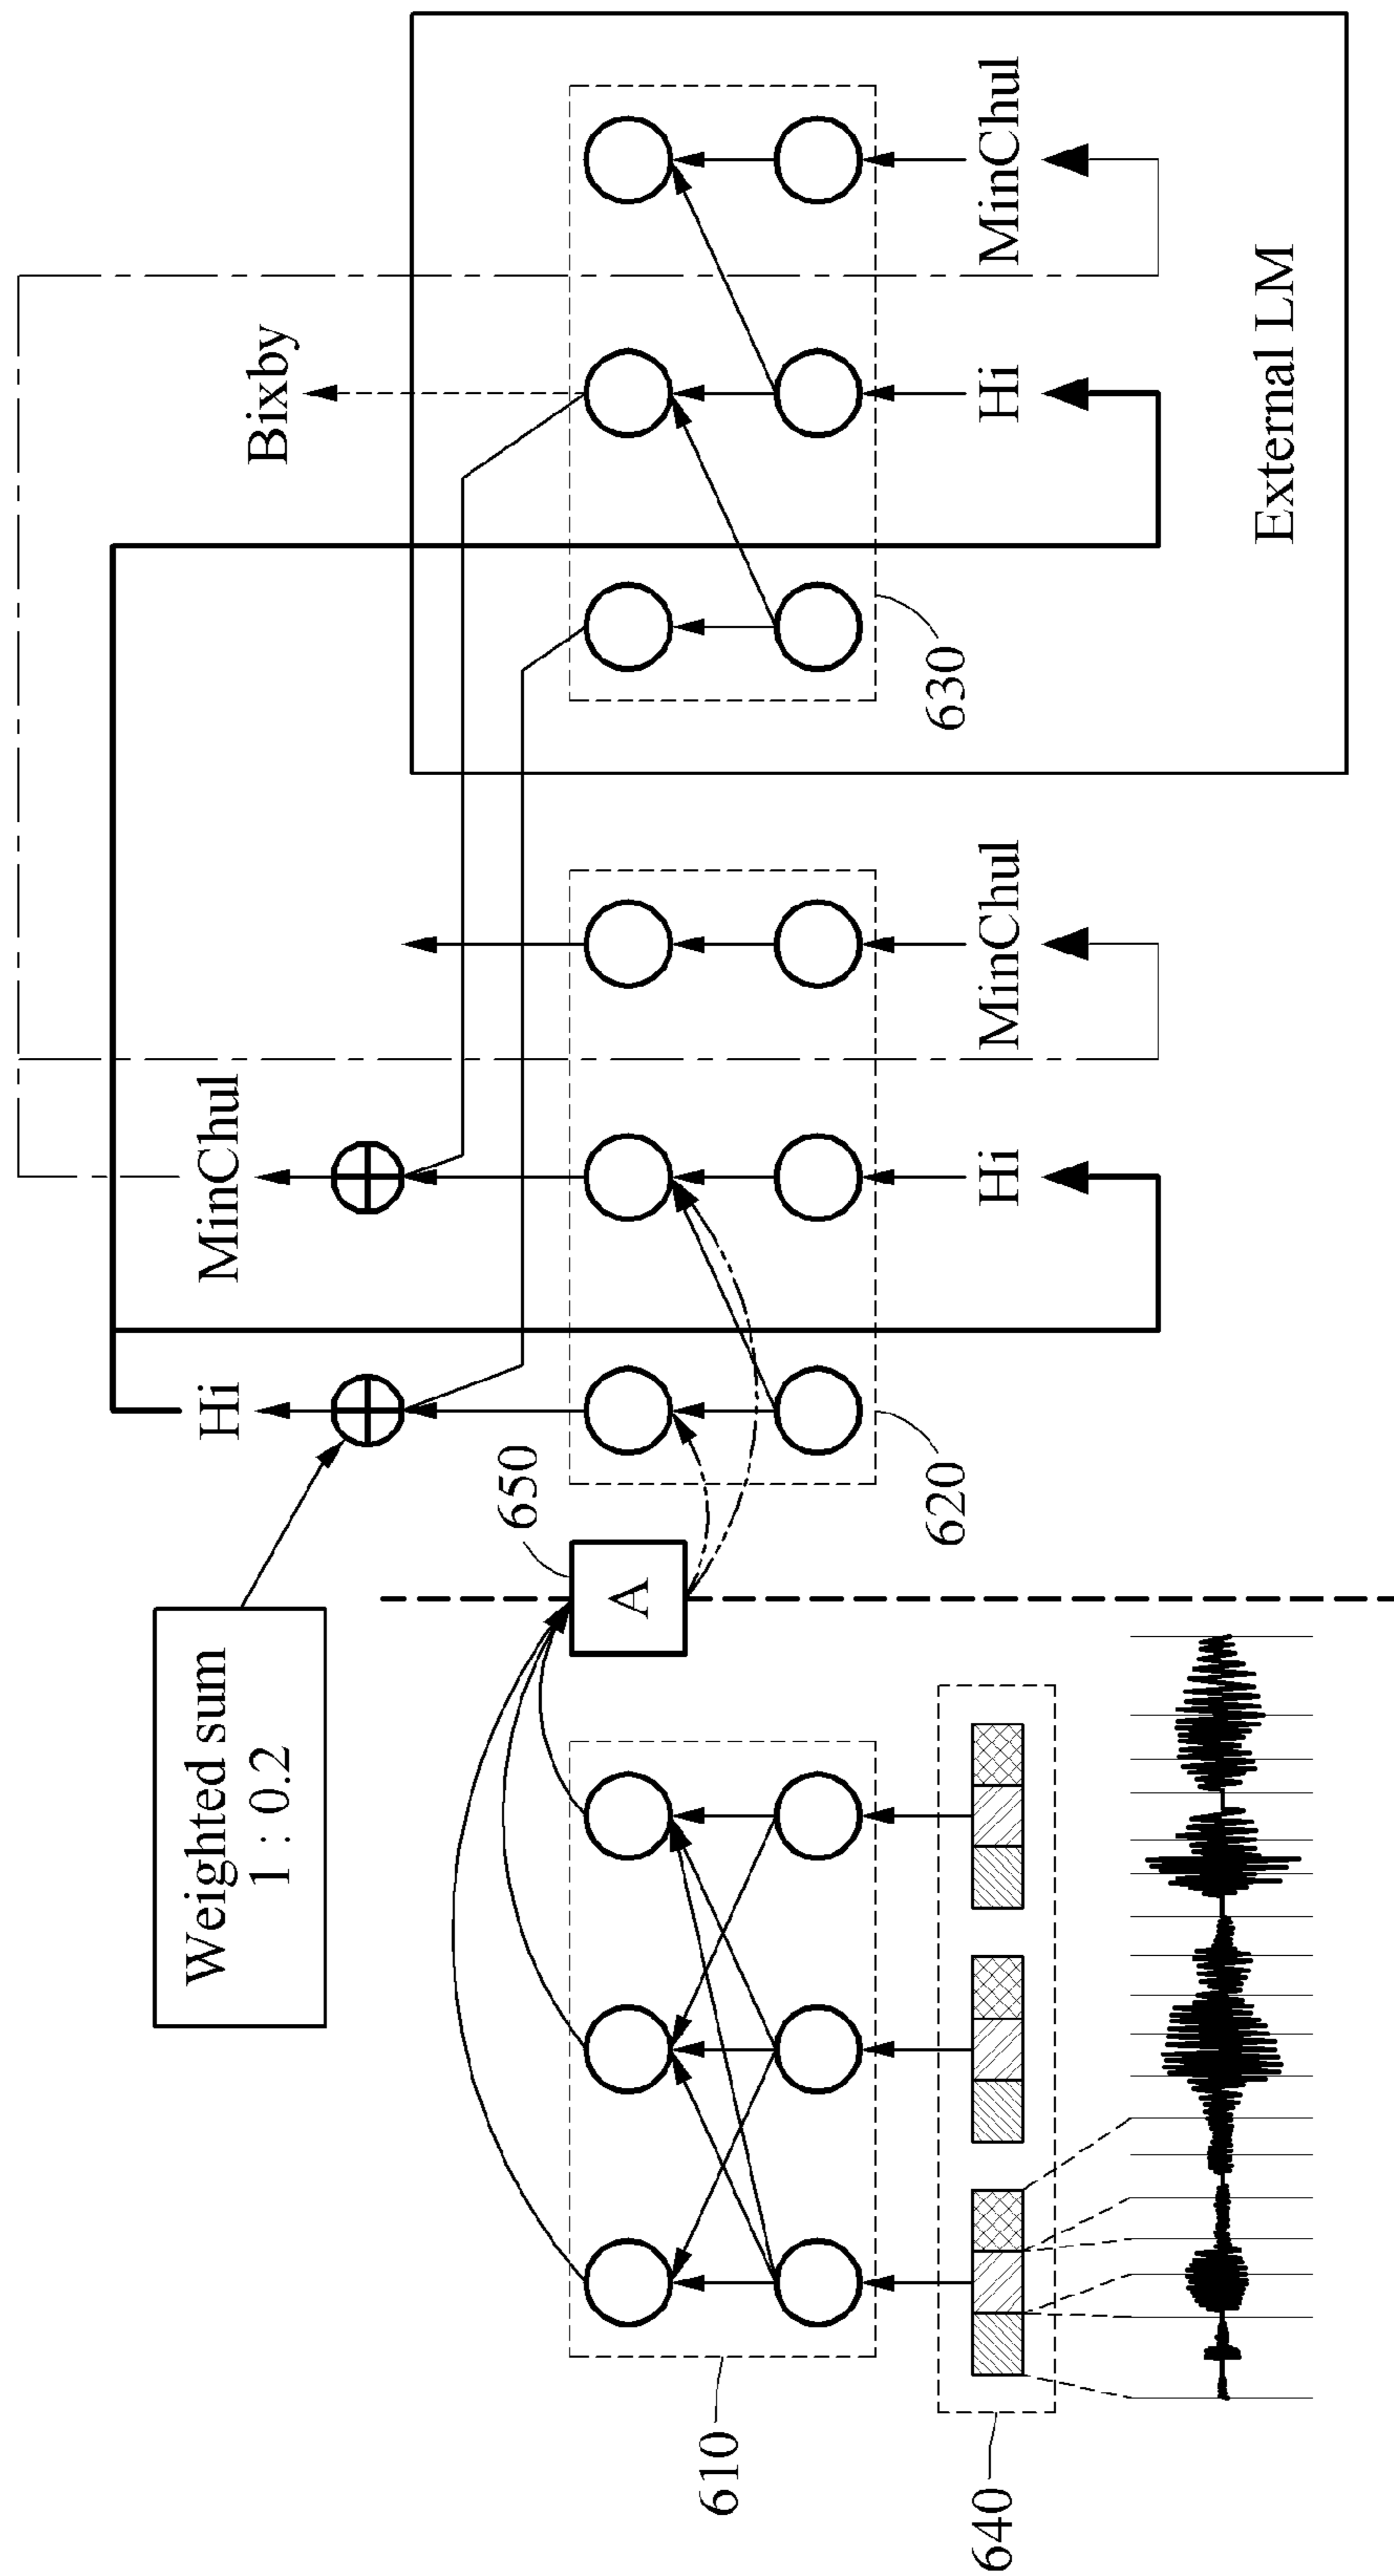 Weighted sum
1 : 0.2
Hi
MinChul
Bixby
650
A
610
620
630
640
Hi
MinChul
Hi
MinChul
External LM